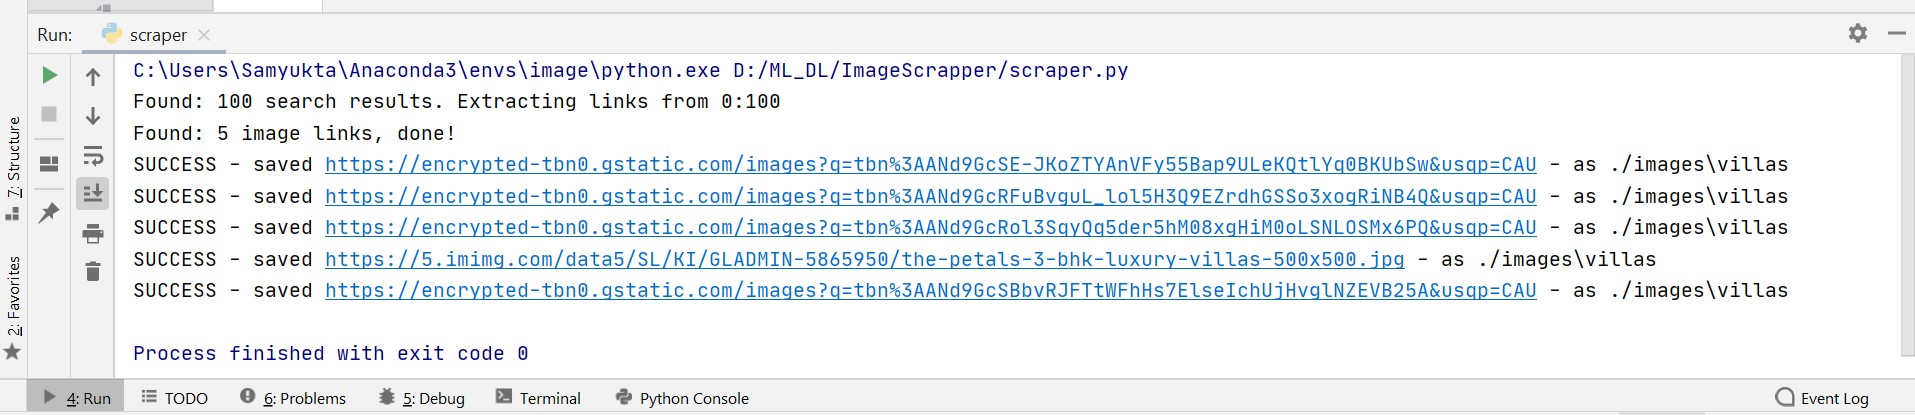 Run: scraper
C:\Users\Samyukta\Anaconda3\envs\image\python.exe D:/ML_DL/ImageScrapper/scraper.py
Found: 100 search results. Extracting links from 0:100
Found: 5 image links, done!
SUCCESS - saved https://encrypted-tbn0.gstatic.com/images?q=tbn%3AANd9GcSE-JKoZTYAnVFy55Bap9ULeKQtlYq0BKUbSw&usqp=CAU - as ./images\villas
SUCCESS - saved https://encrypted-tbn0.gstatic.com/images?q=tbn%3AANd9GcRFuBvguL_lol5H3Q9EZrdhGSSo3xogRiNB4Q&usqp=CAU - as ./images\villas
SUCCESS - saved https://encrypted-tbn0.gstatic.com/images?q=tbn%3AANd9GcRol3SqyQq5der5hM08xgHiM0oLSNLOSMx6PQ&usqp=CAU - as ./images\villas
SUCCESS - saved https://5.imimg.com/data5/SL/KI/GLADMIN-5865950/the-petals-3-bhk-luxury-villas-500x500.jpg - as ./images\villas
SUCCESS - saved https://encrypted-tbn0.gstatic.com/images?q=tbn%3AANd9GcSBbvRJFTtWFhHs7ElseIchUjHvglNZEVB25A&usqp=CAU - as ./images\villas
Process finished with exit code 0
7: Structure
2: Favorites
4: Run TODO 6: Problems 5: Debug Terminal Python Console Event Log